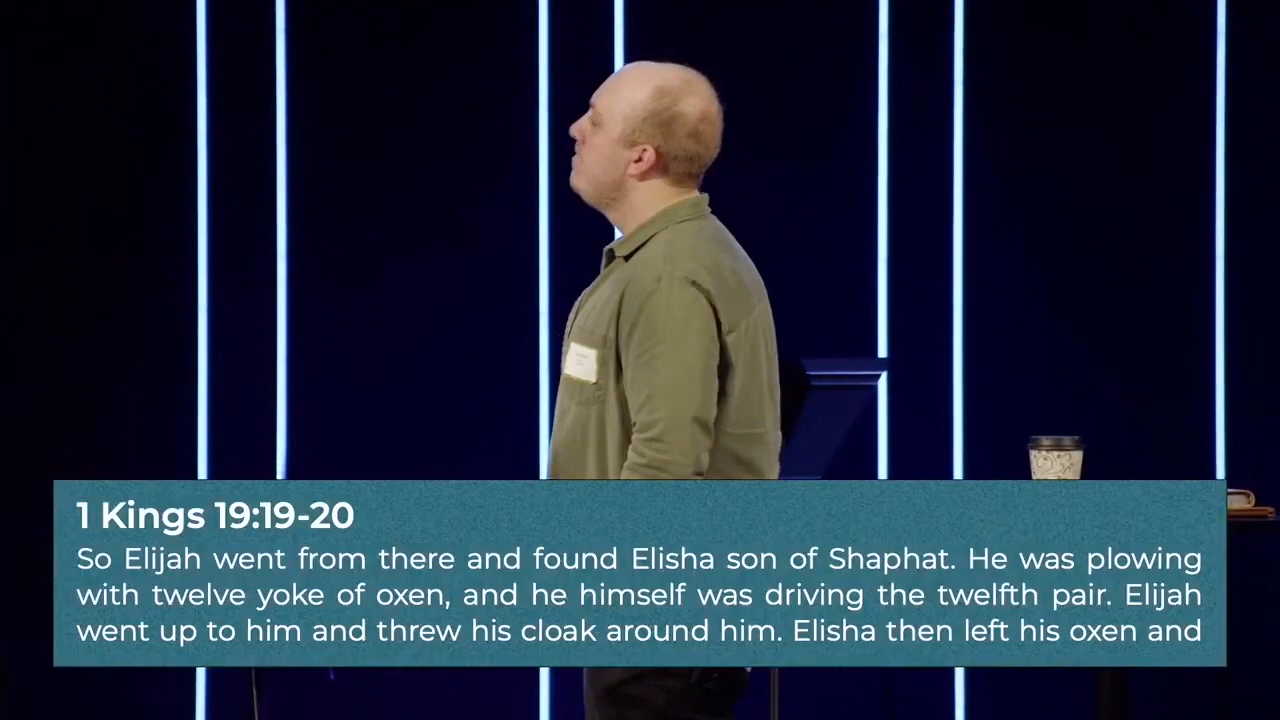 1 Kings 19:19-20
So Elijah went from there and found Elisha son of Shaphat. He was plowing
with twelve yoke of oxen, and he himself was driving the twelfth pair. Elijah
went up to him and threw his cloak around him. Elisha then left his oxen and